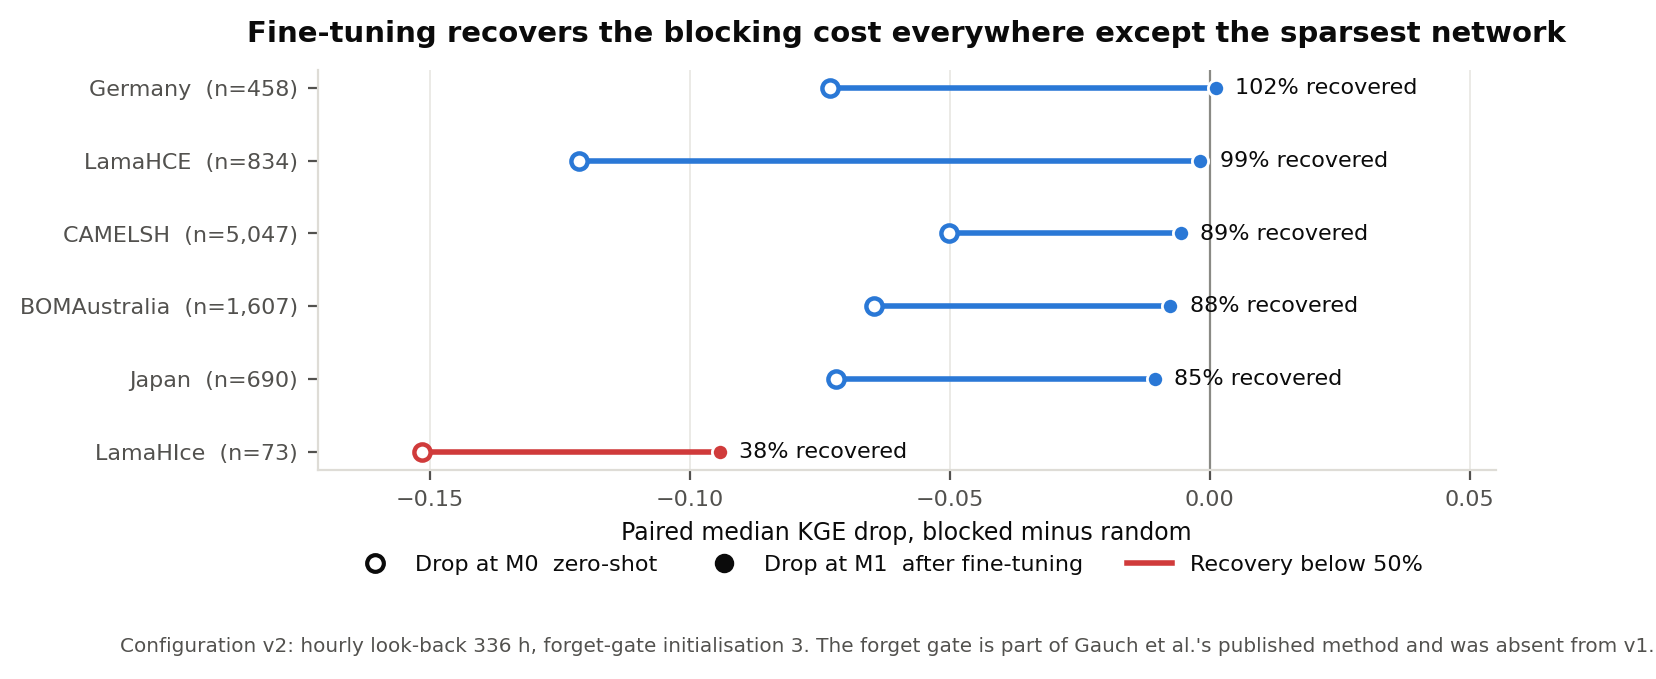 Fine-tuning recovers the blocking cost everywhere except the sparsest network
Germany (n=458)
102% recovered
LamaHCE (n=834)
99% recovered
CAMELSH (n=5,047)
89% recovered
BOMAustralia (n=1,607)
88% recovered
Japan (n=690)
85% recovered
LamaHIce (n=73)
38% recovered
−0.15 −0.10 −0.05 0.00 0.05
Paired median KGE drop, blocked minus random
Drop at M0 zero-shot Drop at M1 after fine-tuning Recovery below 50%
Configuration v2: hourly look-back 336 h, forget-gate initialisation 3. The forget gate is part of Gauch et al.'s published method and was absent from v1.